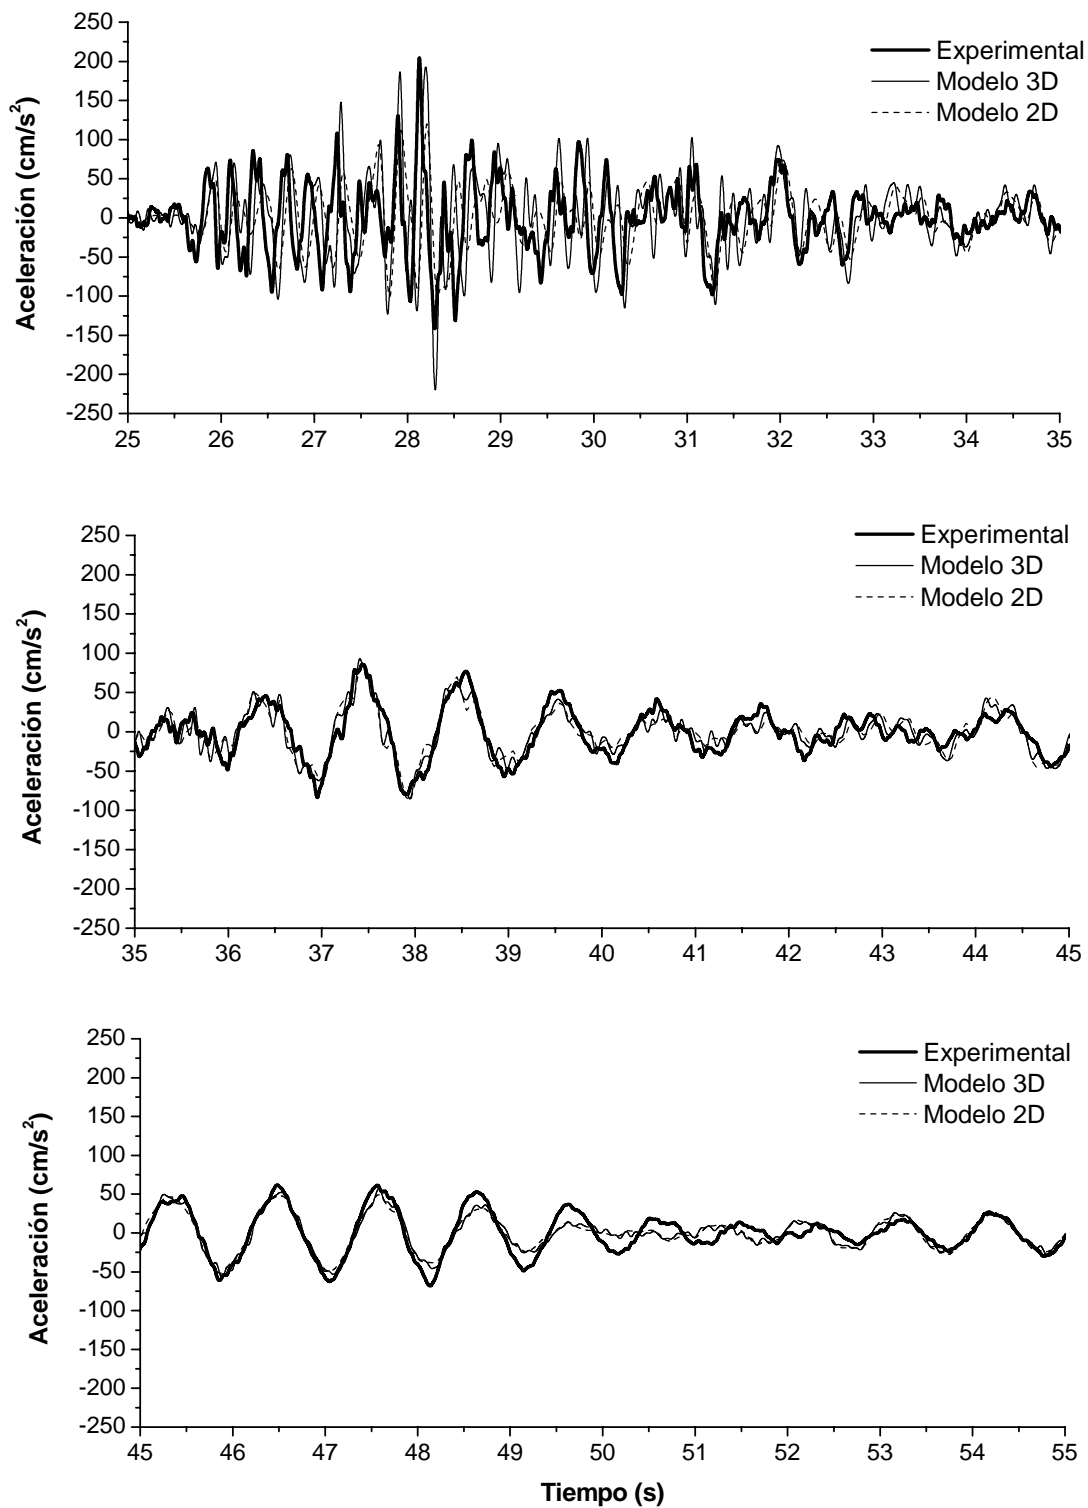 250
200
150
100
50
0
-50
-100
-150
-200
-250
Aceleración (cm/s²)
Experimental
Modelo 3D
Modelo 2D
25 26 27 28 29 30 31 32 33 34 35
250
200
150
100
50
0
-50
-100
-150
-200
-250
Aceleración (cm/s²)
Experimental
Modelo 3D
Modelo 2D
35 36 37 38 39 40 41 42 43 44 45
250
200
150
100
50
0
-50
-100
-150
-200
-250
Aceleración (cm/s²)
Experimental
Modelo 3D
Modelo 2D
45 46 47 48 49 50 51 52 53 54 55
Tiempo (s)